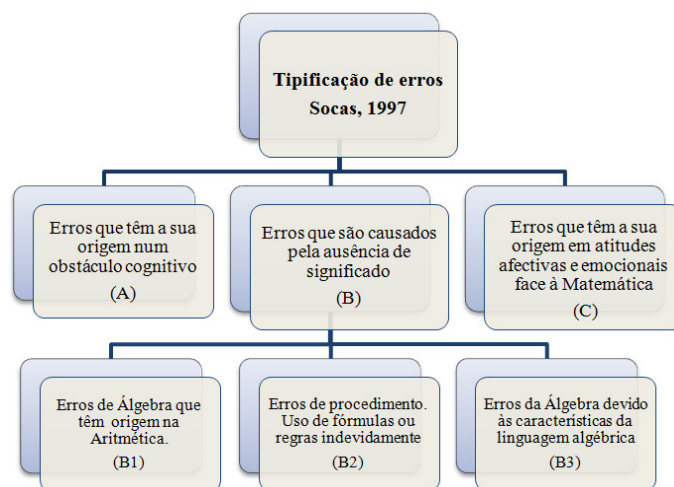 Tipificação de erros
Socas, 1997
Erros que têm a sua
origem num
obstáculo cognitivo
(A)
Erros que são causados
pela ausência de
significado
(B)
Erros que têm a sua
origem em atitudes
afectivas e emocionais
face à Matemática
(C)
Erros de Álgebra que
têm origem na
Aritmética.
(B1)
Erros de procedimento.
Uso de fórmulas ou
regras indevidamente
(B2)
Erros da Álgebra devido
às características da
linguagem algébrica
(B3)